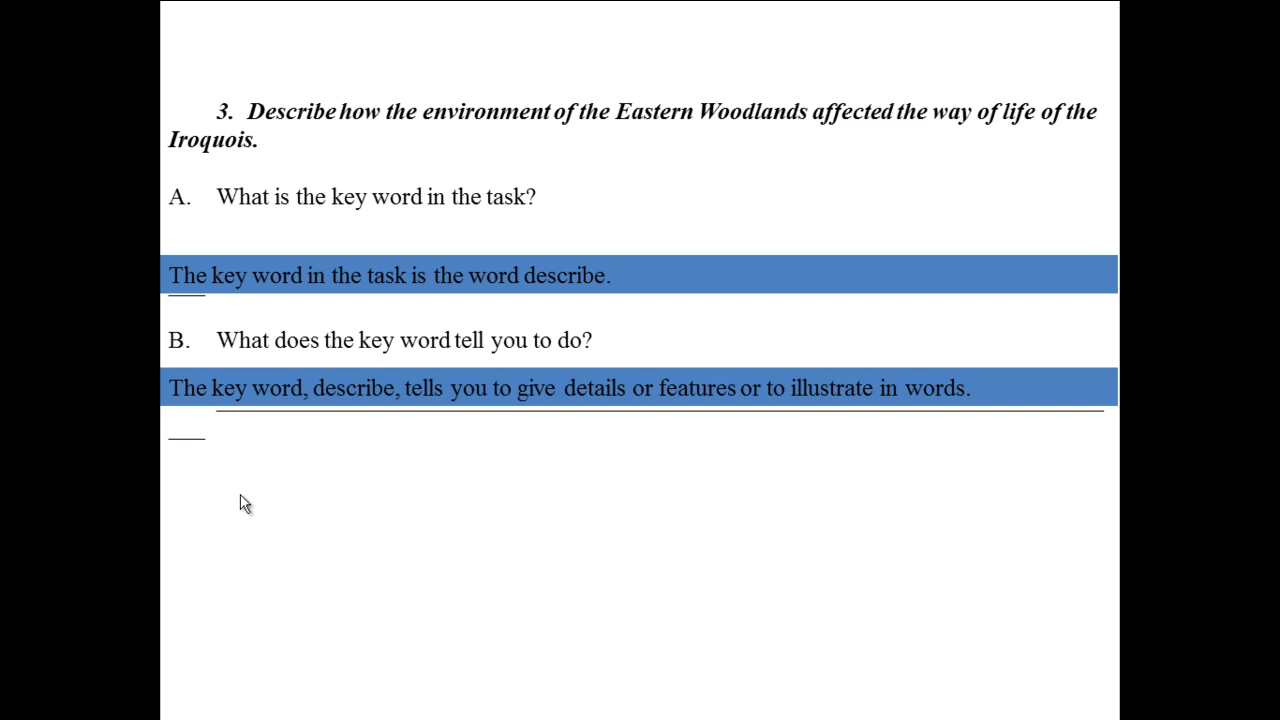 3. Describe how the environment of the Eastern Woodlands affected the way of life of the
Iroquois.
A. What is the key word in the task?
The key word in the task is the word describe.
B. What does the key word tell you to do?
The key word, describe, tells you to give details or features or to illustrate in words.